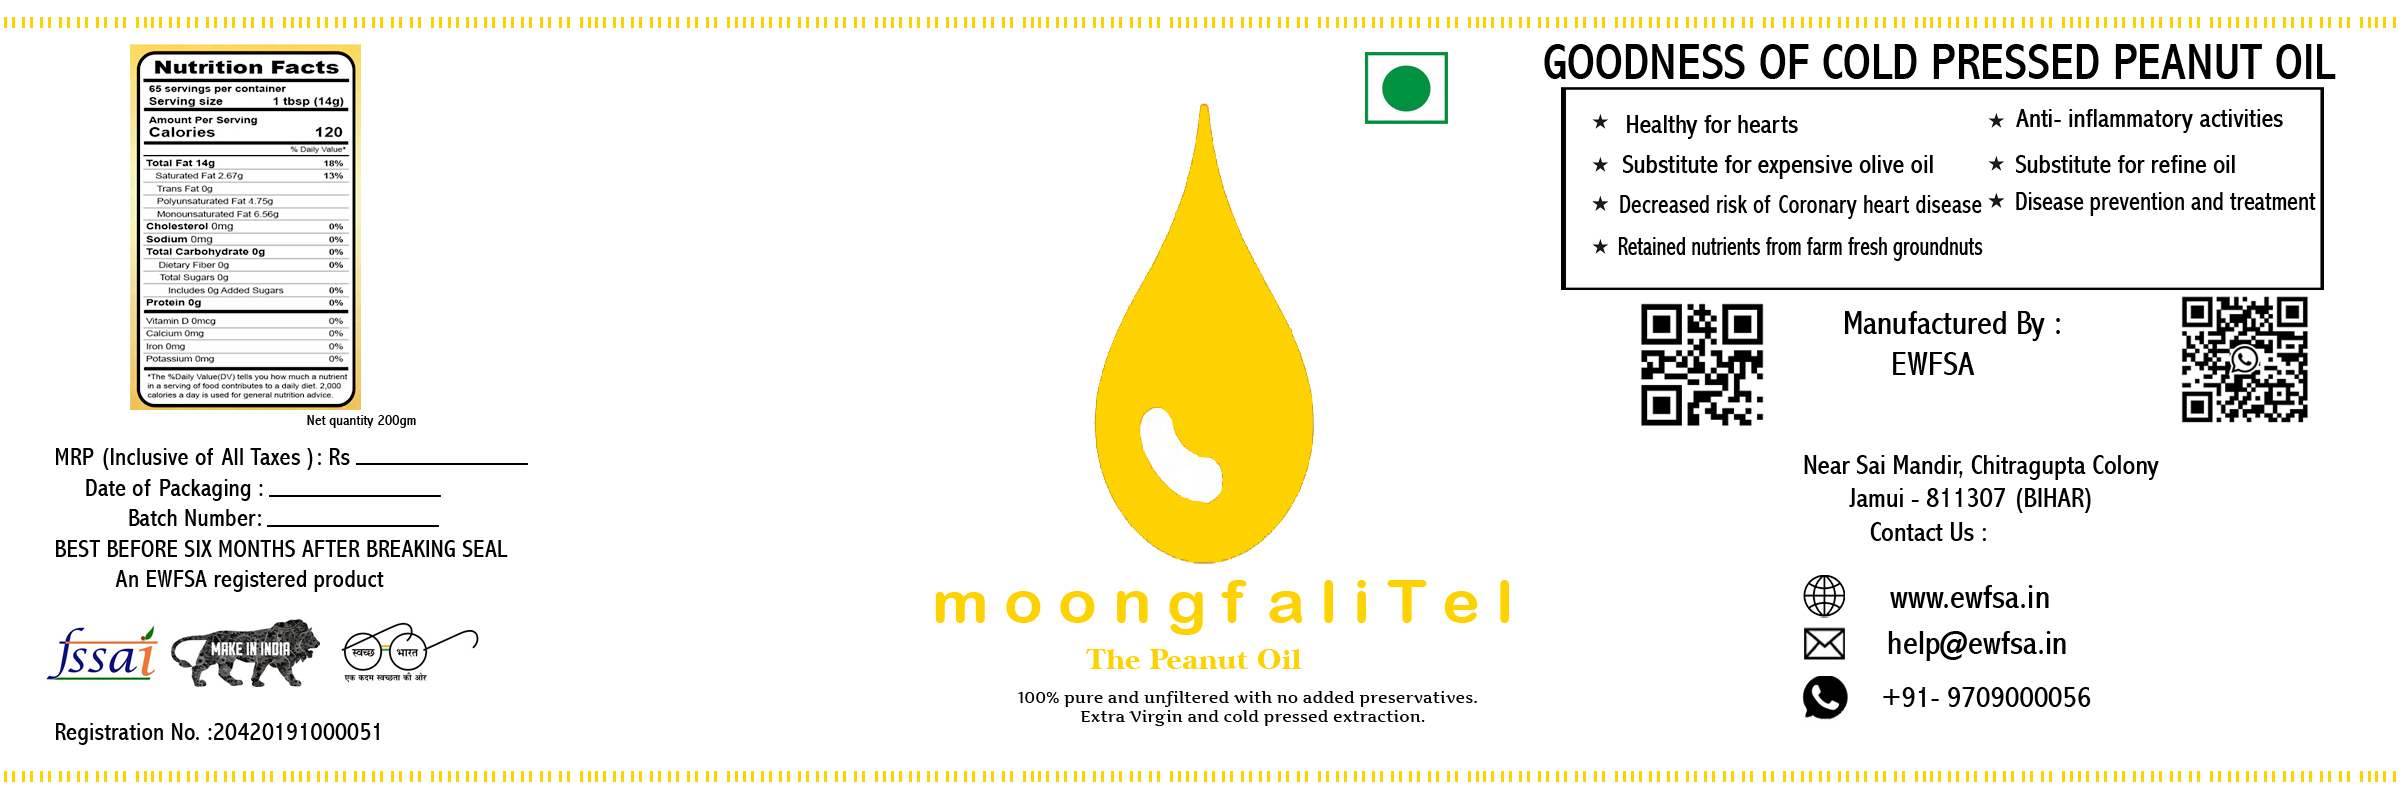 Nutrition Facts
65 servings per container
Serving size 1 tbsp (14g)
Amount Per Serving
Calories 120
% Daily Value*
Total Fat 14g 18%
Saturated Fat 2.67g 13%
Trans Fat 0g
Polyunsaturated Fat 4.75g
Monounsaturated Fat 6.56g
Cholesterol 0mg 0%
Sodium 0mg 0%
Total Carbohydrate 0g 0%
Dietary Fiber 0g 0%
Total Sugars 0g
Includes 0g Added Sugars 0%
Protein 0g 0%
Vitamin D 0mcg 0%
Calcium 0mg 0%
Iron 0mg 0%
Potassium 0mg 0%
*The %Daily Value(DV) tells you how much a nutrient
in a serving of food contributes to a daily diet. 2,000
calories a day is used for general nutrition advice.
Net quantity 200gm
MRP (Inclusive of All Taxes ) : Rs
Date of Packaging :
Batch Number:
BEST BEFORE SIX MONTHS AFTER BREAKING SEAL
An EWFSA registered product
fssai
MAKE IN INDIA
स्वच्छ भारत
एक कदम स्वच्छता की ओर
Registration No. :20420191000051
moongfaliTel
The Peanut Oil
100% pure and unfiltered with no added preservatives.
Extra Virgin and cold pressed extraction.
GOODNESS OF COLD PRESSED PEANUT OIL
★ Healthy for hearts
★ Substitute for expensive olive oil
★ Decreased risk of Coronary heart disease
★ Retained nutrients from farm fresh groundnuts
★ Anti- inflammatory activities
★ Substitute for refine oil
★ Disease prevention and treatment
Manufactured By :
EWFSA
Near Sai Mandir, Chitragupta Colony
Jamui - 811307 (BIHAR)
Contact Us :
www.ewfsa.in
help@ewfsa.in
+91- 9709000056